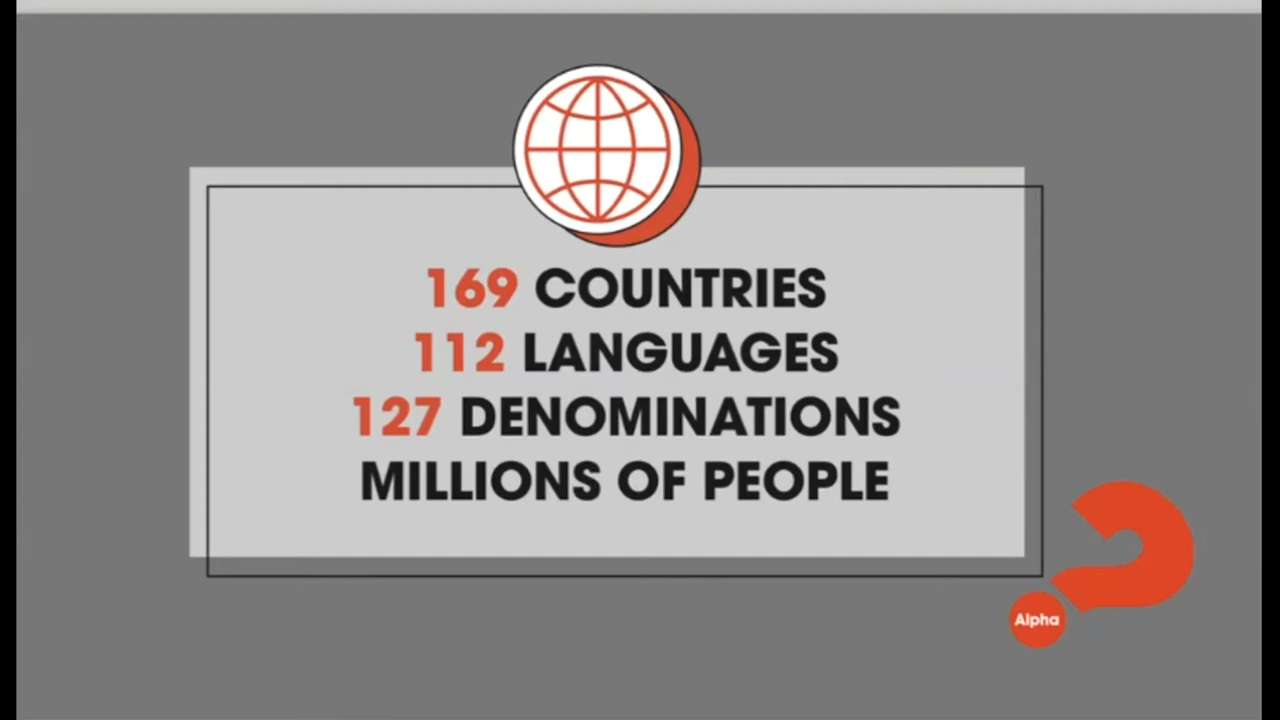 169 COUNTRIES
112 LANGUAGES
127 DENOMINATIONS
MILLIONS OF PEOPLE
Alpha